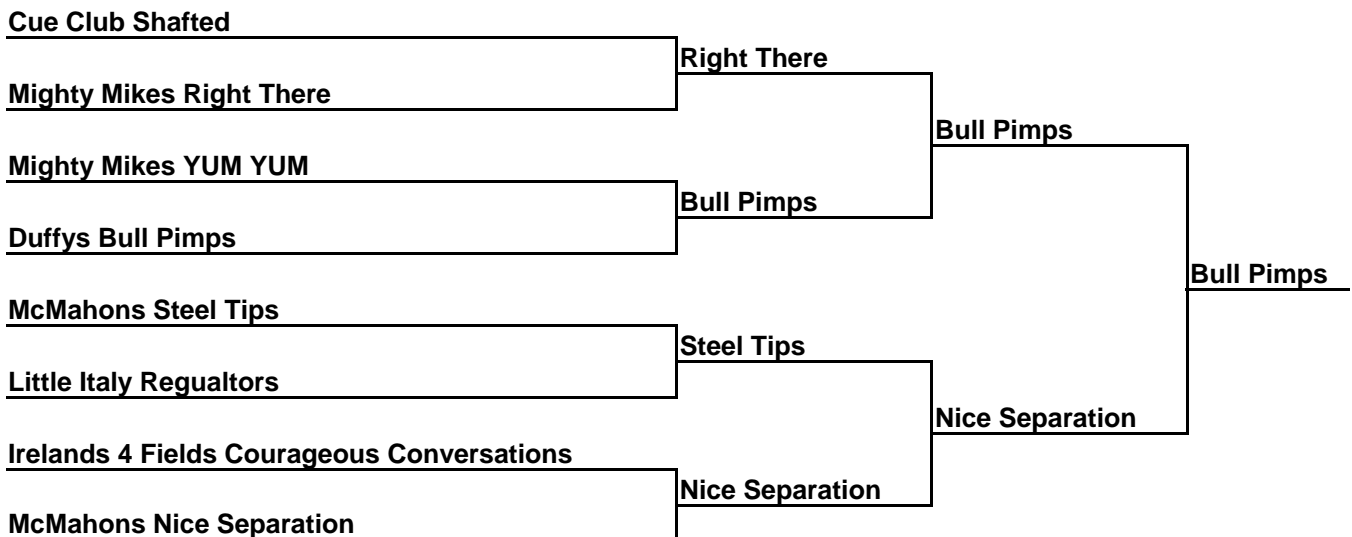 Cue Club Shafted
Right There
Mighty Mikes Right There
Bull Pimps
Mighty Mikes YUM YUM
Bull Pimps
Duffys Bull Pimps
Bull Pimps
McMahons Steel Tips
Steel Tips
Little Italy Regualtors
Nice Separation
Irelands 4 Fields Courageous Conversations
Nice Separation
McMahons Nice Separation